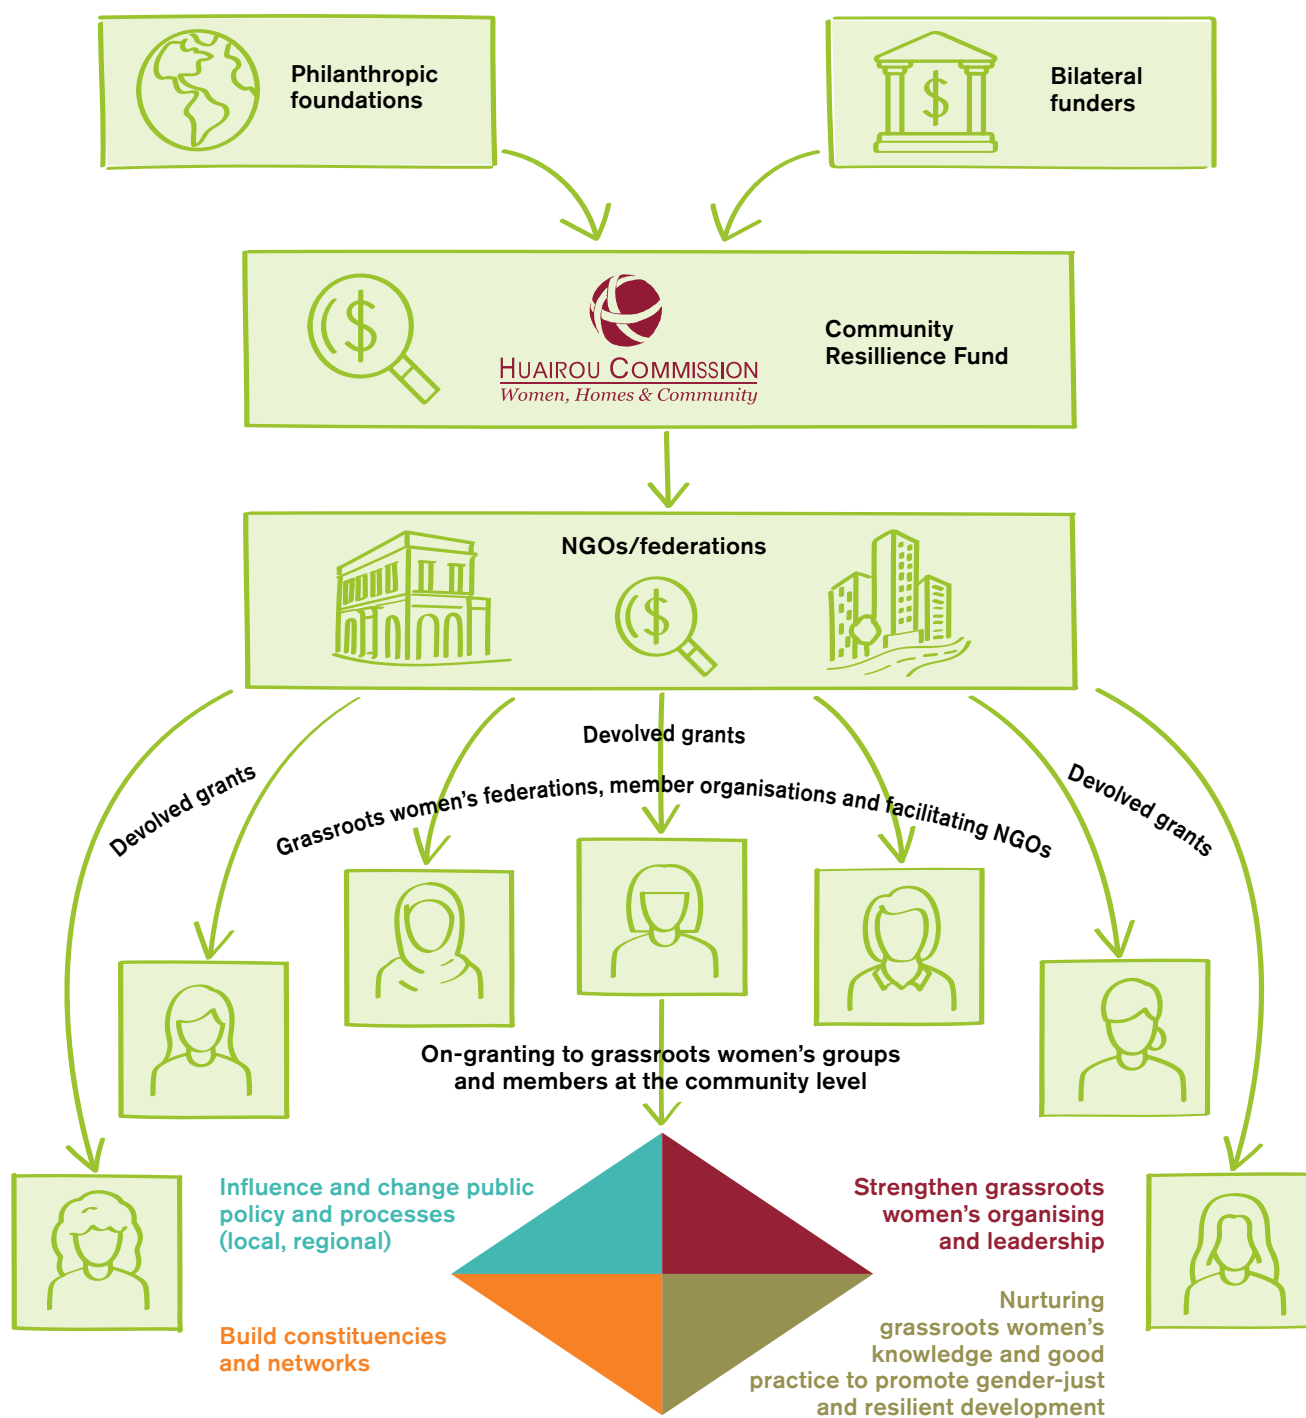 Philanthropic
foundations
Bilateral
funders
HUAIROU COMMISSION
Women, Homes & Community
Community
Resillience Fund
NGOs/federations
$
Devolved grants
Devolved grants
Devolved grants
Grassroots women's federations, member organisations and facilitating NGOs
On-granting to grassroots women's groups
and members at the community level
Influence and change public
policy and processes
(local, regional)
Strengthen grassroots
women's organising
and leadership
Build constituencies
and networks
Nurturing
grassroots women's
knowledge and good
practice to promote gender-just
and resilient development